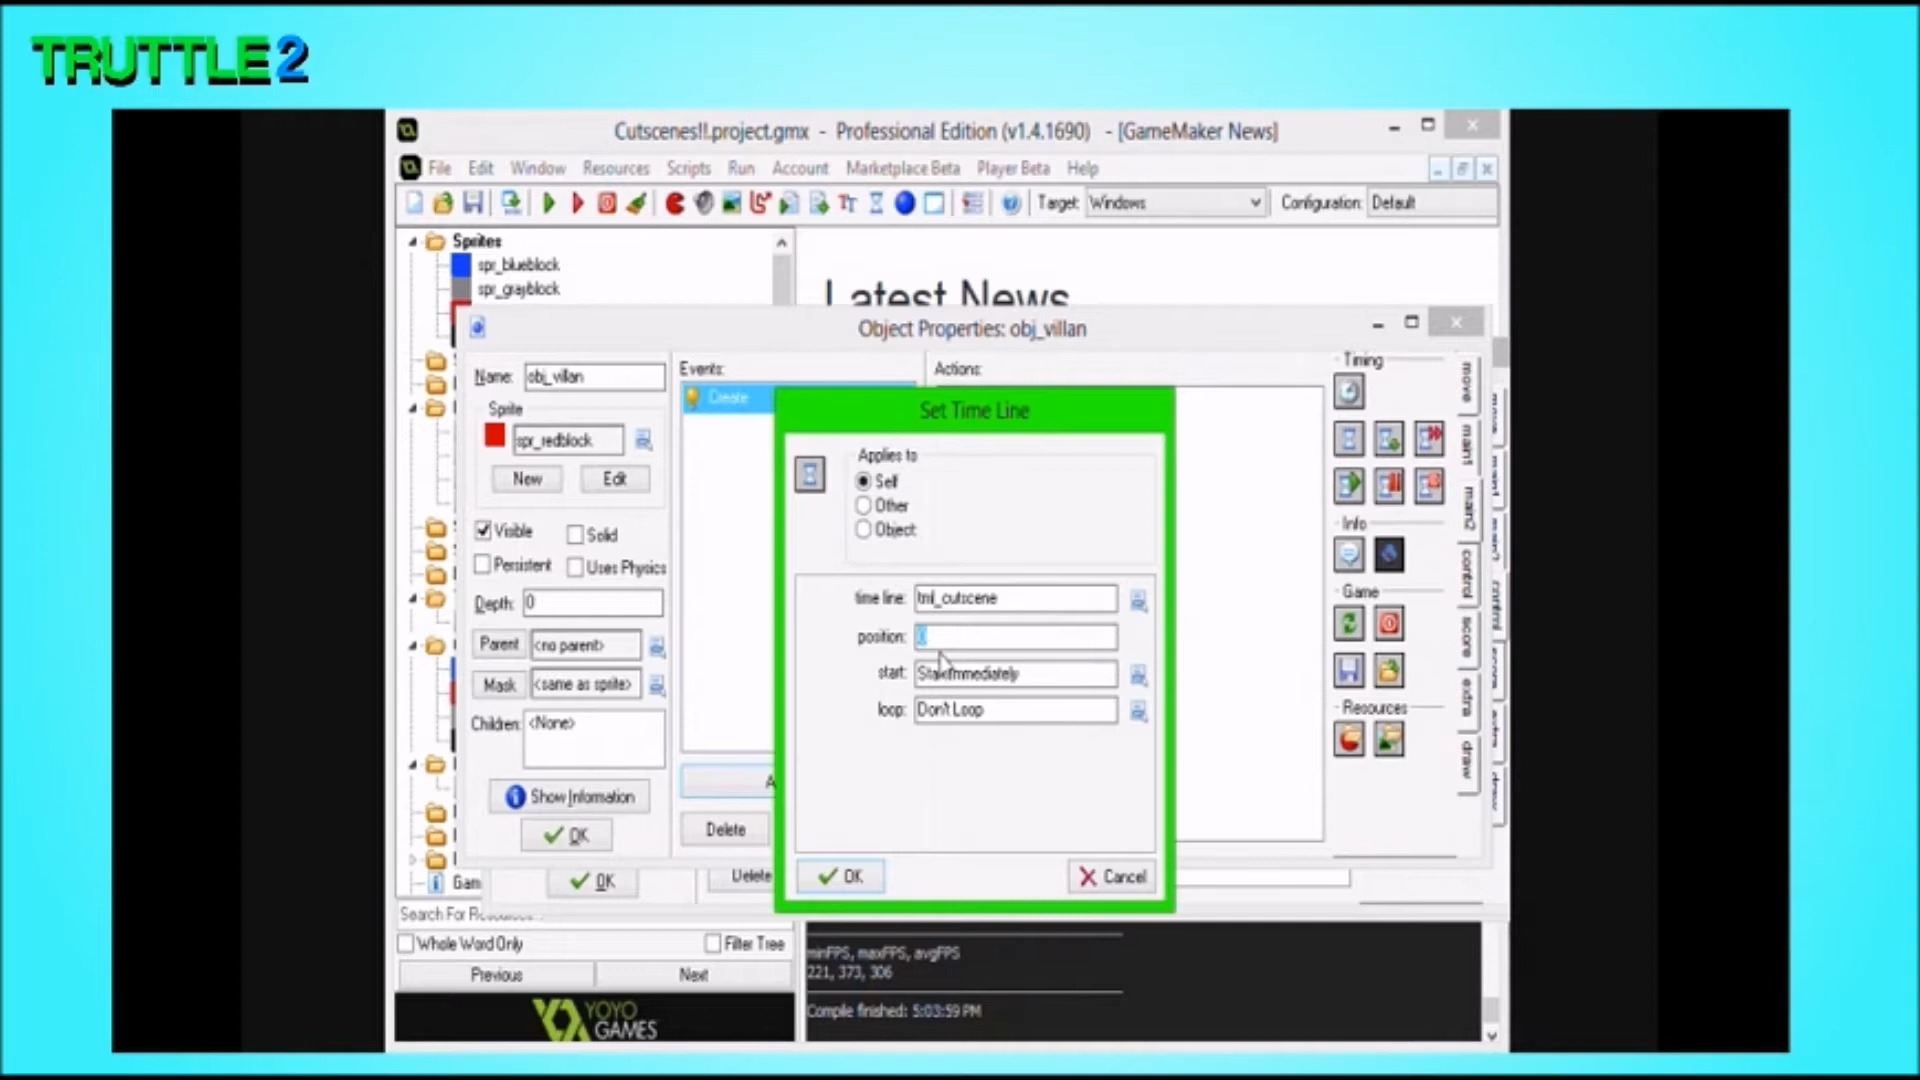 TRUTTLE2
Cutscenes!!.project.gmx - Professional Edition (v1.4.1690) - [GameMaker News]
File Edit Window Resources Scripts Run Account Marketplace Beta Player Beta Help
Target: Windows Configuration: Default
Sprites
spr_blueblock
spr_grayblock
Latest News
Object Properties: obj_villan
Name: obj_villan
Sprite
spr_redblock
New Edit
Visible Solid
Persistent Uses Physics
Depth: 0
Parent <no parent>
Mask <same as sprite>
Children: <None>
Show Information
OK
Events:
Create
Delete
Actions:
Set Time Line
Applies to
Self
Other
Object
time line: tml_cutscene
position: 0
start: Start Immediately
loop: Don't Loop
OK Cancel
Timing
Info
Game
Resources
move
main1
main2
control
score
extra
draw
OK
Delete
Search For
Whole Word Only Filter Tree
Previous Next
YOYO
GAMES
minFPS, maxFPS, avgFPS
221, 373, 306
Compile finished: 5:03:59 PM